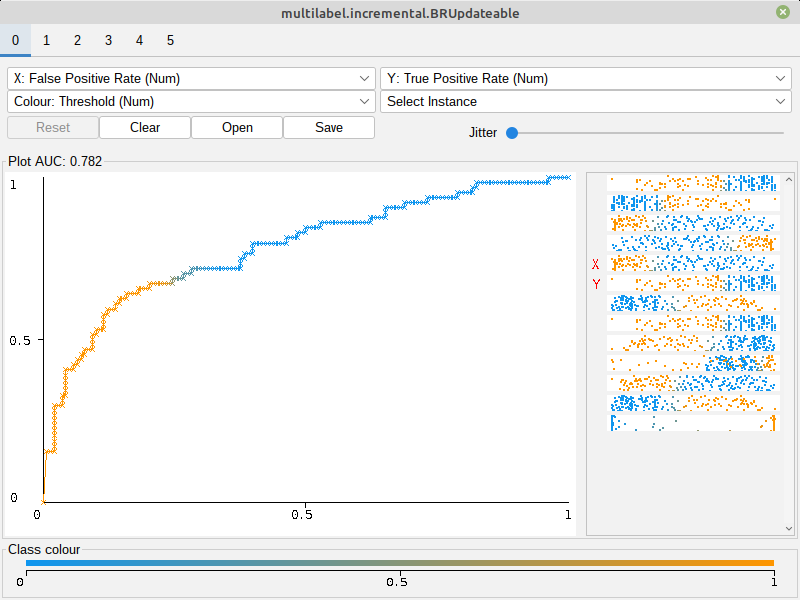 multilabel.incremental.BRUpdateable
0 1 2 3 4 5
X: False Positive Rate (Num) Y: True Positive Rate (Num)
Colour: Threshold (Num) Select Instance
Reset Clear Open Save Jitter
Plot AUC: 0.782
1
X
Y
0.5
0
0 0.5 1
Class colour
0 0.5 1